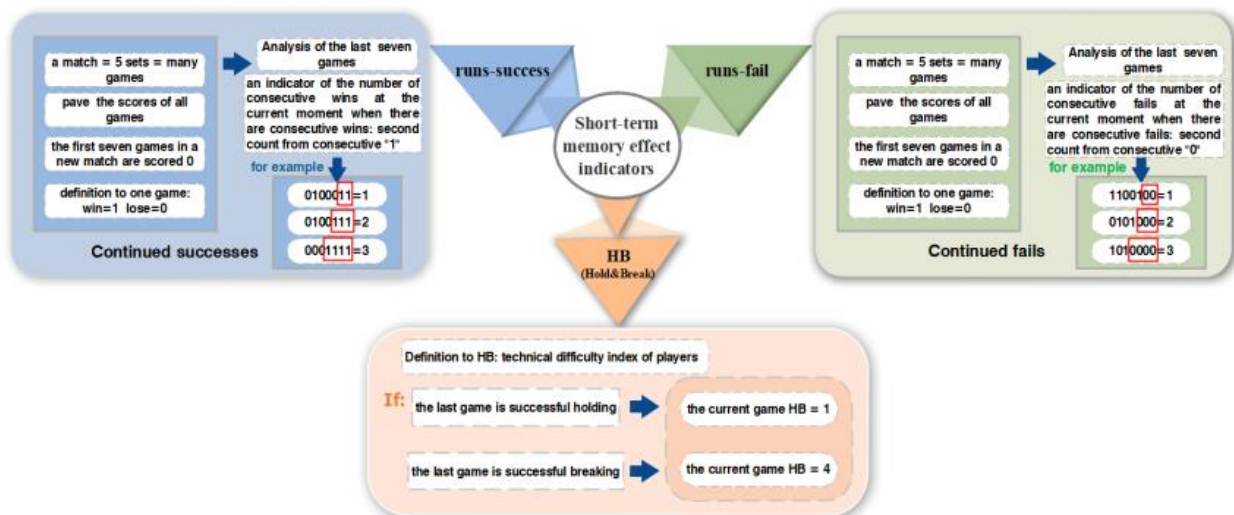 a match = 5 sets = many
games
pave the scores of all
games
the first seven games in a
new match are scored 0
definition to one game:
win=1 lose=0
Continued successes
Analysis of the last seven
games
an indicator of the number of
consecutive wins at the
current moment when there
are consecutive wins: second
count from consecutive "1"
for example
0100011=1
0100111=2
0001111=3
runs-success
runs-fail
Short-term
memory effect
indicators
HB
(Hold&Break)
a match = 5 sets = many
games
pave the scores of all
games
the first seven games in a
new match are scored 0
definition to one game:
win=1 lose=0
Continued fails
Analysis of the last seven
games
an indicator of the number of
consecutive fails at the
current moment when there
are consecutive fails: second
count from consecutive "0"
for example
1100100=1
0101000=2
1010000=3
Definition to HB: technical difficulty index of players
If:
the last game is successful holding
the current game HB = 1
the last game is successful breaking
the current game HB = 4